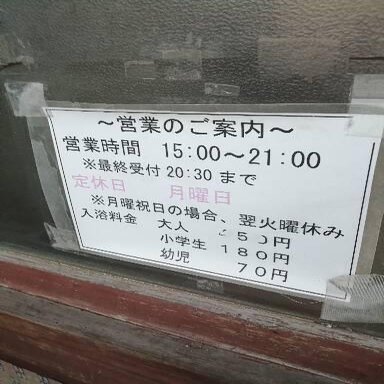 ～営業のご案内～
営業時間 15:00～21:00
※最終受付 20:30 まで
定休日 月曜日
※月曜祝日の場合、翌火曜休み
入浴料金 大人 50円
小学生 180円
幼児 70円